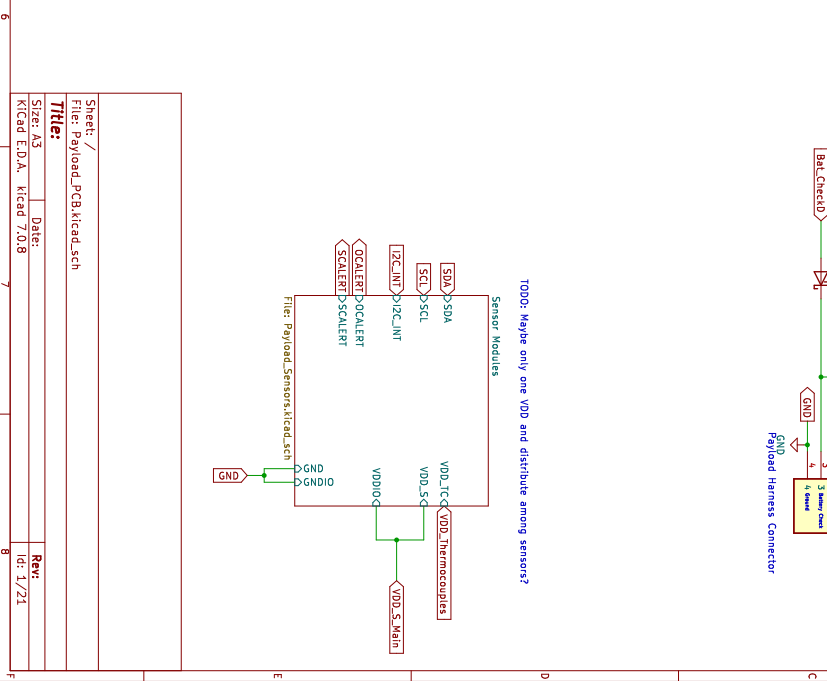 Bat_CheckD
GND
GND
4
3
3 Battery Check
4 Ground
Payload Harness Connector
TODO: Maybe only one VDD and distribute among sensors?
Sensor Modules
SDA
SCL
I2C_INT
OCALERT
SCALERT
SDA
SCL
I2C_INT
OCALERT
SCALERT
VDD_TC
VDD_S
VDDIO
GND
GNDIO
GND
VDD_Thermocouples
VDD_S_Main
File: Payload_Sensors.kicad_sch
Sheet: /
File: Payload_PCB.kicad_sch
Title:
Size: A3
Date:
Rev:
KiCad E.D.A. kicad 7.0.8
Id: 1/21
6
7
8
F
E
D
C